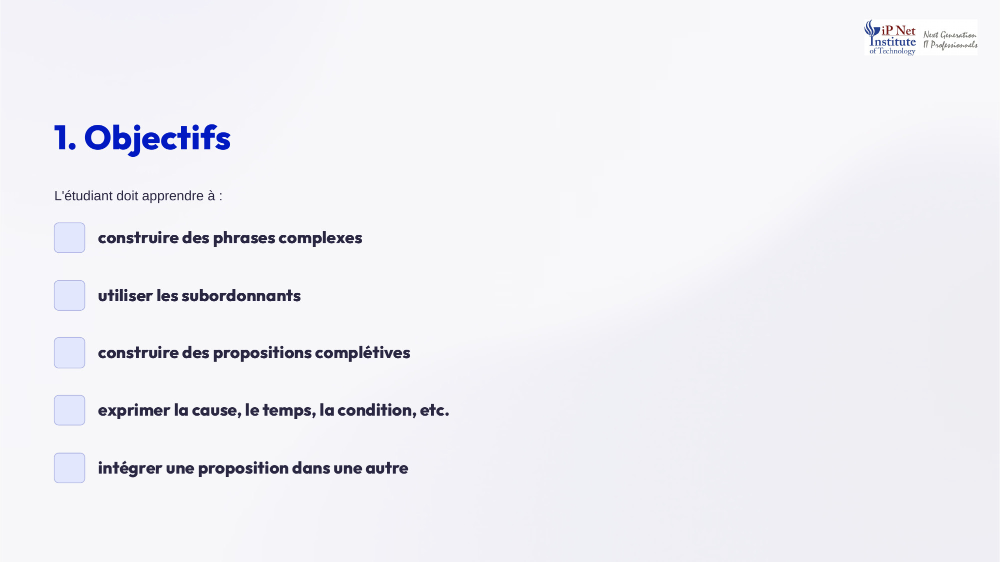 iP Net
Institute
of Technology
Next Generation
IT Professionnels
1. Objectifs
L'étudiant doit apprendre à :
construire des phrases complexes
utiliser les subordonnants
construire des propositions complétives
exprimer la cause, le temps, la condition, etc.
intégrer une proposition dans une autre